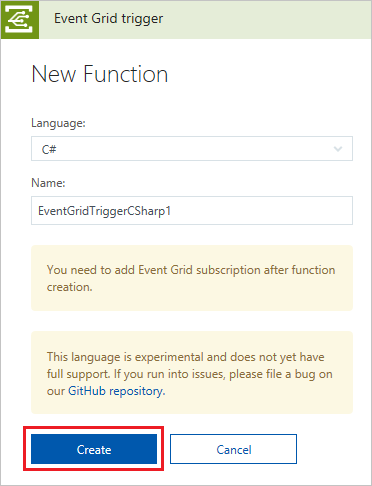 Event Grid trigger
New Function
Language:
C#
Name:
EventGridTriggerCSharp1
You need to add Event Grid subscription after function
creation.
This language is experimental and does not yet have
full support. If you run into issues, please file a bug on
our GitHub repository.
Create
Cancel